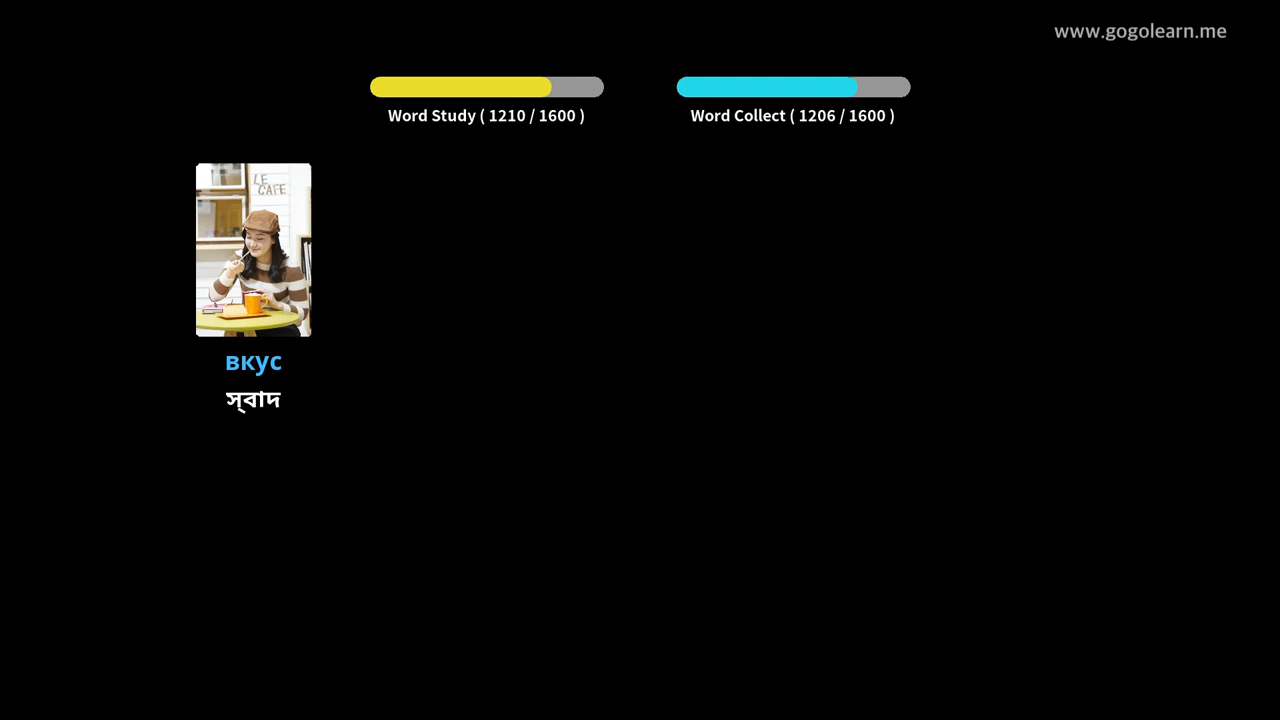 www.gogolearn.me
Word Study ( 1210 / 1600 )
Word Collect ( 1206 / 1600 )
LE
CAFE
вкус
স্বাদ